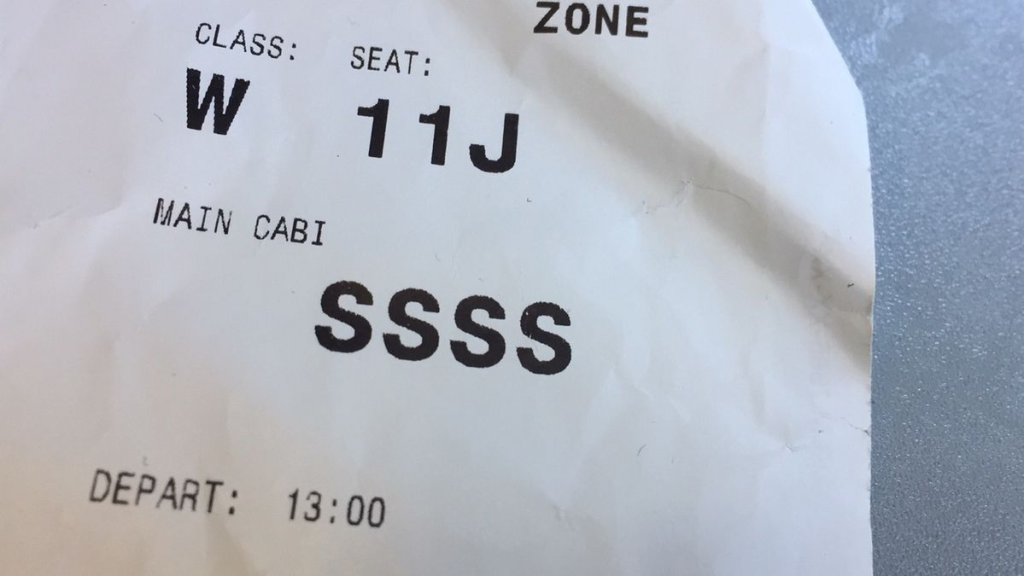 ZONE
CLASS: SEAT:
W 11J
MAIN CABI
SSSS
DEPART: 13:00